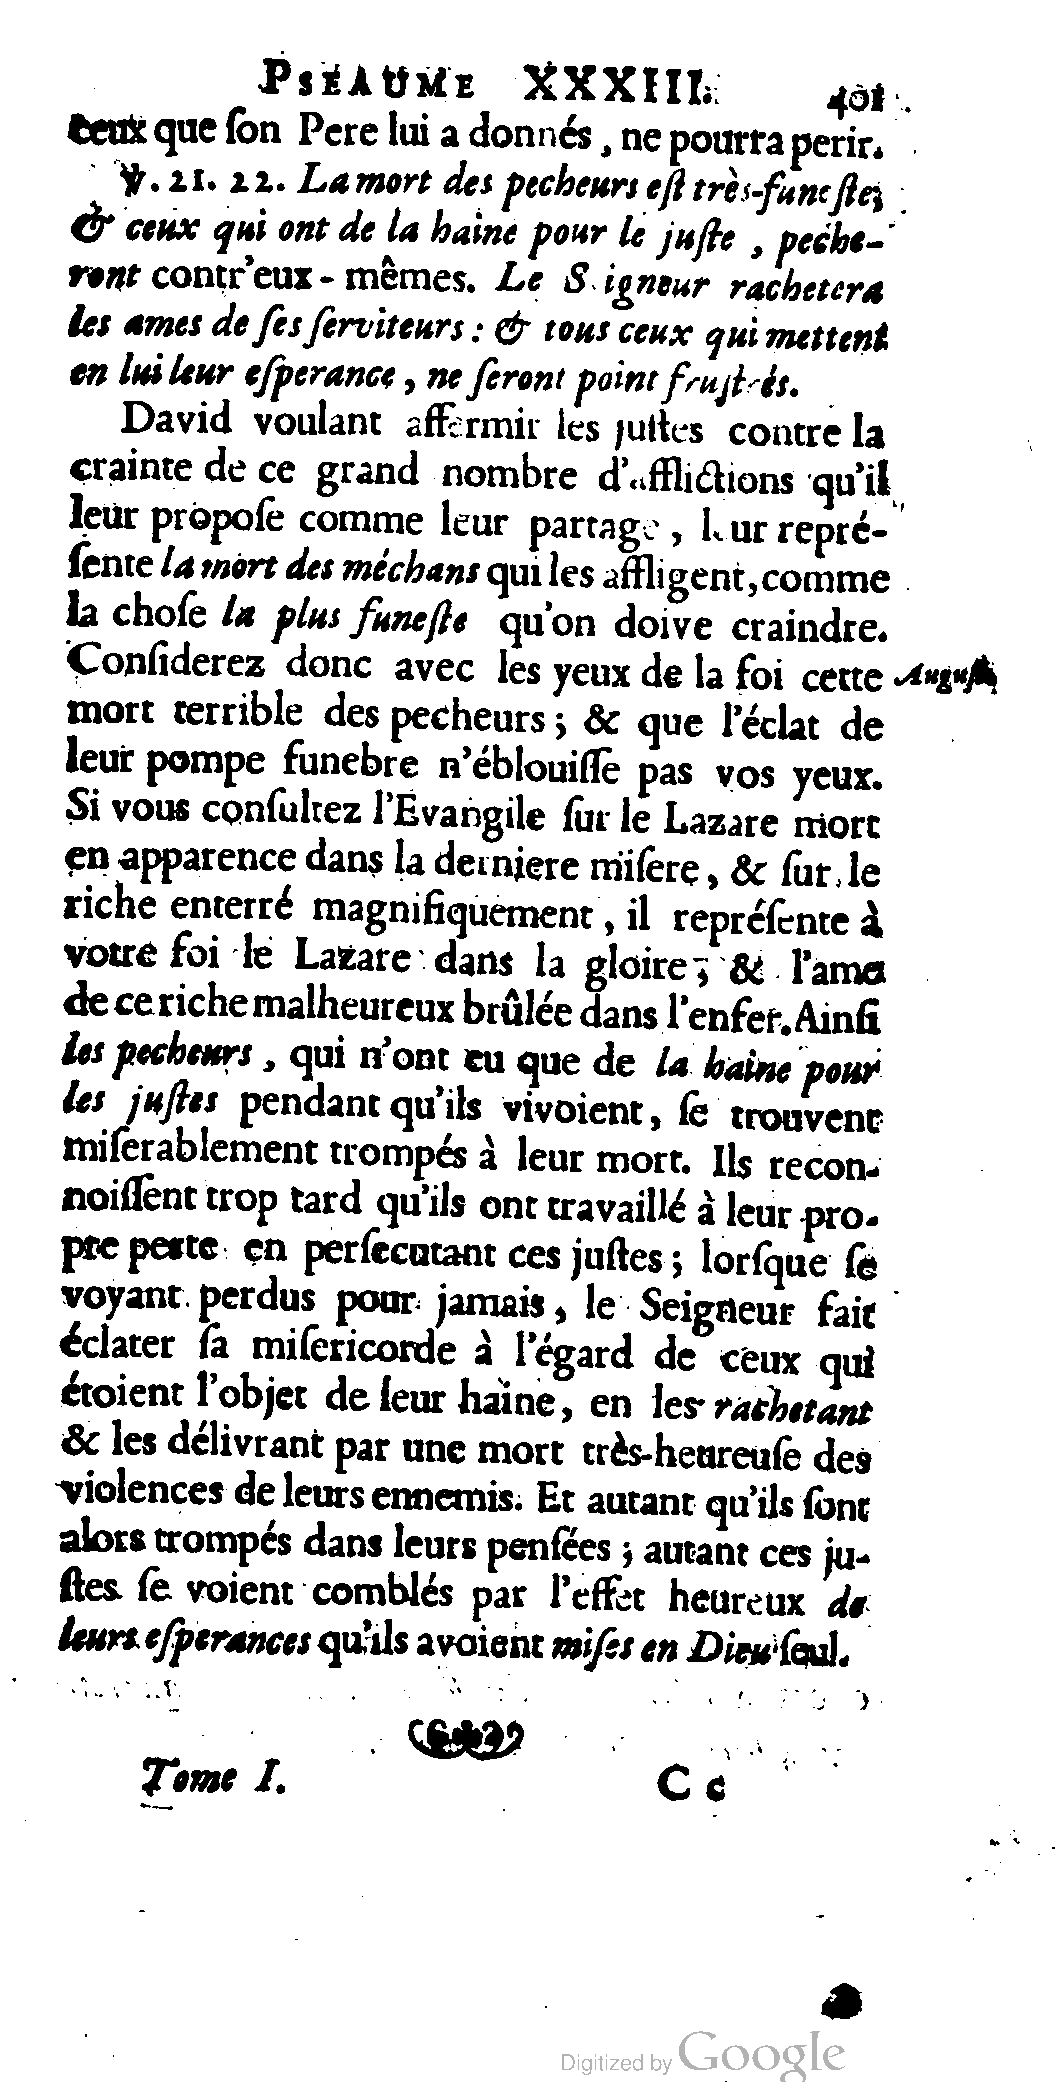 PSEAUME XXXIII. 401
ceux que ſon Pere lui a donnés, ne pourra perir.
℣. 21. 22. La mort des pecheurs eſt très-funeſte;
& ceux qui ont de la haine pour le juſte, peche-
ront contr'eux-mêmes. Le Seigneur rachetera
les ames de ſes ſerviteurs : & tous ceux qui mettent
en lui leur eſperance, ne ſeront point fruſtrés.
David voulant affermir les juſtes contre la
crainte de ce grand nombre d'afflictions qu'il
leur propoſe comme leur partage, leur repré-
ſente la mort des méchans qui les affligent, comme
la choſe la plus funeſte qu'on doive craindre.
Conſiderez donc avec les yeux de la foi cette
Auguſt.
mort terrible des pecheurs; & que l'éclat de
leur pompe funebre n'éblouiſſe pas vos yeux.
Si vous conſultez l'Evangile ſur le Lazare mort
en apparence dans la derniere miſere, & ſur le
riche enterré magnifiquement, il repréſente à
votre foi le Lazare dans la gloire; & l'ame
de ce riche malheureux brûlée dans l'enfer. Ainſi
les pecheurs, qui n'ont eu que de la haine pour
les juſtes pendant qu'ils vivoient, ſe trouvent
miſerablement trompés à leur mort. Ils recon-
noiſſent trop tard qu'ils ont travaillé à leur pro-
pre perte en perſecutant ces juſtes; lorſque ſe
voyant perdus pour jamais, le Seigneur fait
éclater ſa miſericorde à l'égard de ceux qui
étoient l'objet de leur haine, en les rachetant
& les délivrant par une mort très-heureuſe des
violences de leurs ennemis. Et autant qu'ils ſont
alors trompés dans leurs penſées; autant ces ju-
ſtes ſe voient comblés par l'effet heureux de
leurs eſperances qu'ils avoient miſes en Dieu ſeul.
Tome I. C c
Digitized by Google